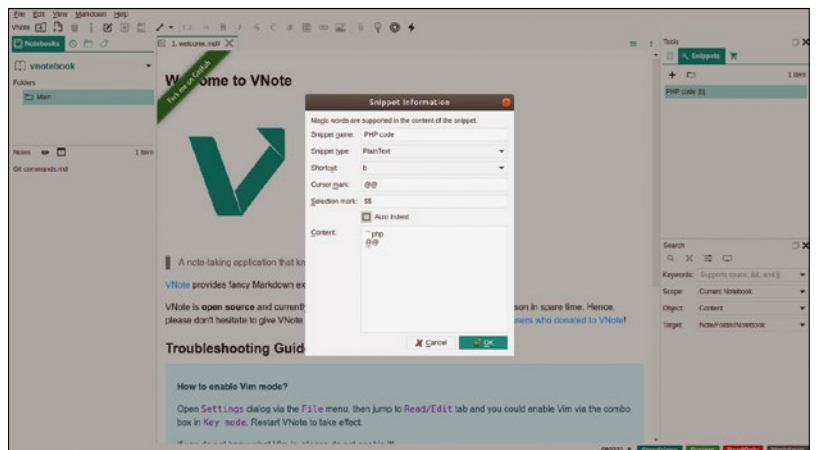 File Edit View Markdown Help
VNote
Notebooks
1. welcome.md#
Tools
vnotebook
Folders
Main
Fork me on GitHub
Welcome to VNote
Snippets
1 Item
PHP code [b]
Snippet Information
Magic words are supported in the content of the snippet.
Snippet name: PHP code
Snippet type: PlainText
Shortcut: b
Cursor mark: @@
Selection mark: $$
Auto Indent
Content: ```php
@@
Cancel OK
Notes 1 Item
Git commands.md
A note-taking application that kn
VNote provides fancy Markdown ex
VNote is open source and currently son in spare time. Hence,
please don't hesitate to give VNote users who donated to VNote!
Troubleshooting Guid
How to enable Vim mode?
Open Settings dialog via the File menu, then jump to Read/Edit tab and you could enable Vim via the combo
box in Key mode. Restart VNote to take effect.
Search
Keywords: Supports space, &&, and ||
Scope: Current Notebook
Object: Content
Target: Note/Folder/Notebook